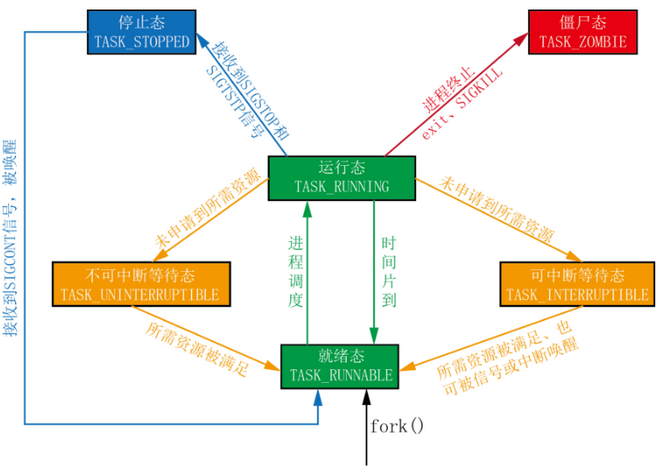 停止态
TASK_STOPPED
僵尸态
TASK_ZOMBIE
接收到SIGSTOP和
SIGTSTP信号
进程终止
exit、SIGKILL
运行态
TASK_RUNNING
未申请到所需资源
未申请到所需资源
接收到SIGCONT信号，被唤醒
进程调度
时间片到
不可中断等待态
TASK_UNINTERRUPTIBLE
可中断等待态
TASK_INTERRUPTIBLE
所需资源被满足
就绪态
TASK_RUNNABLE
所需资源被满足、也
可被信号或中断唤醒
fork()